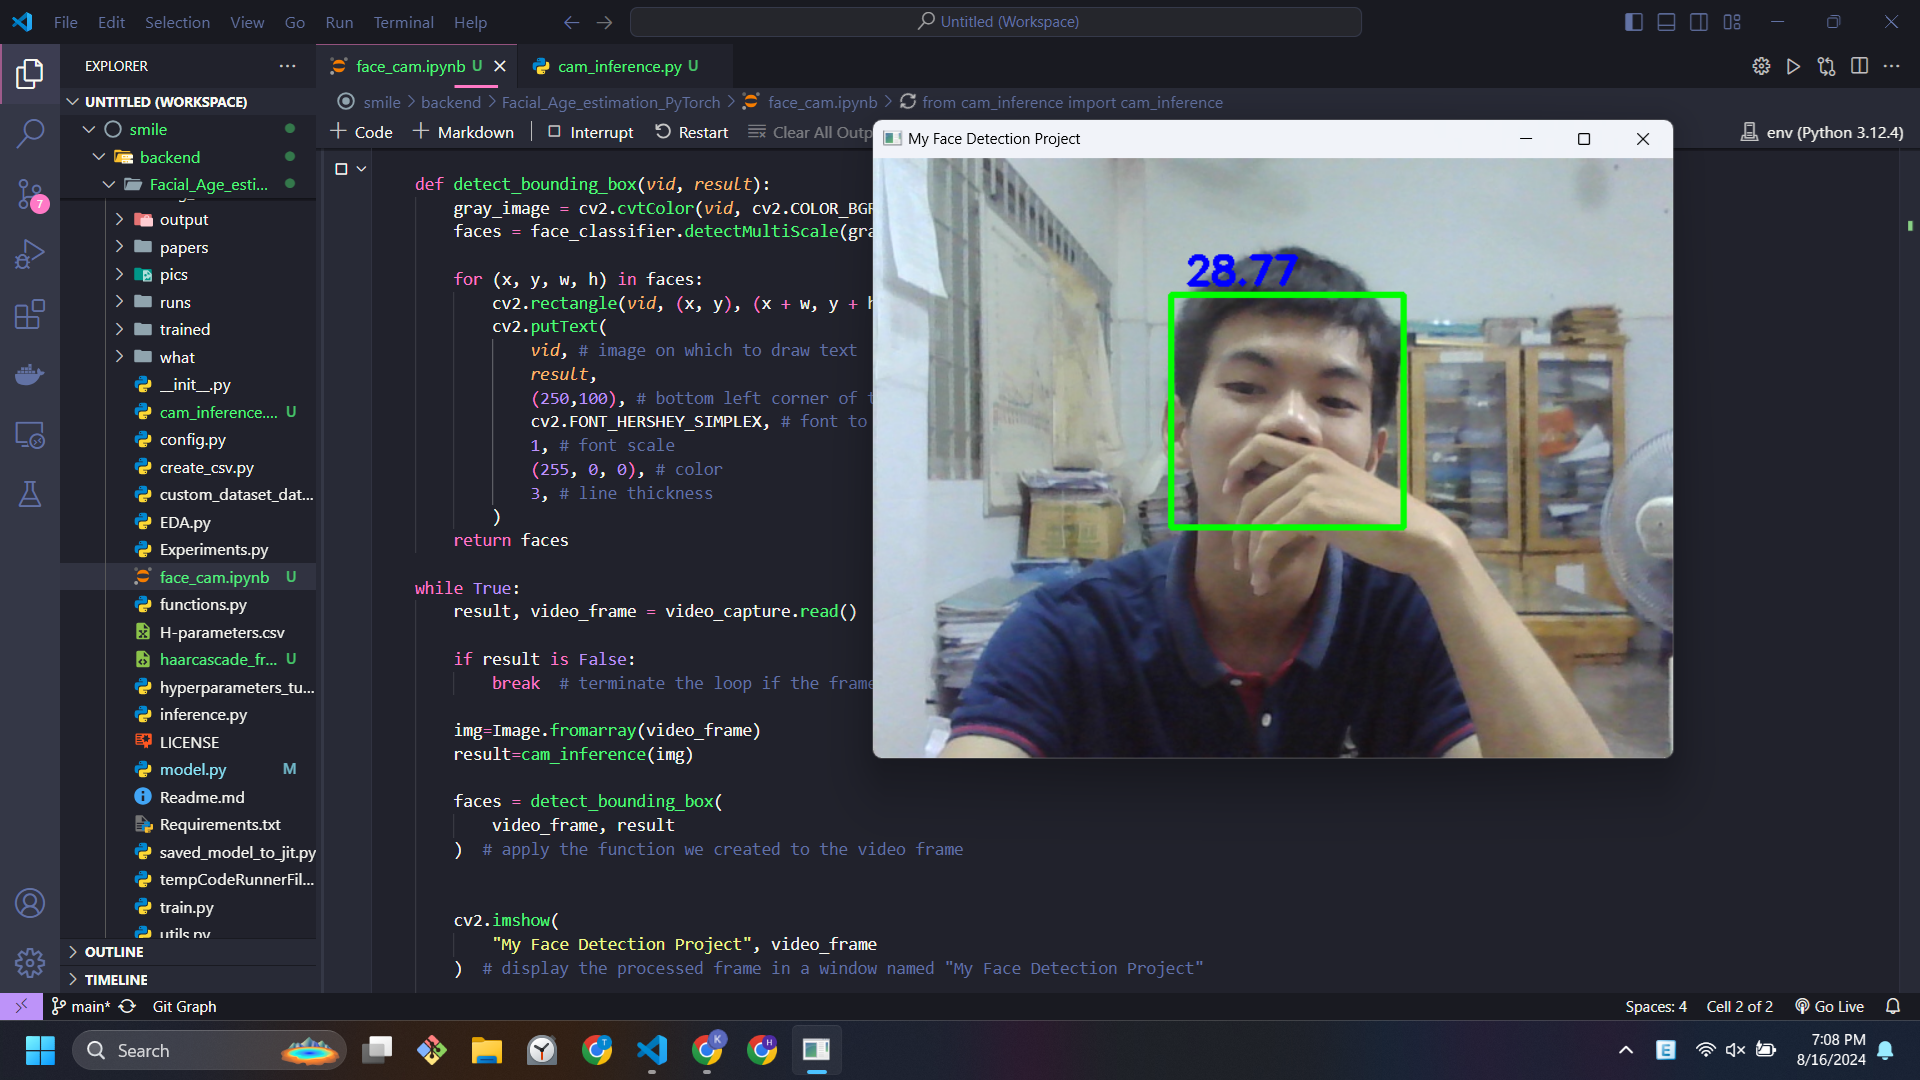 File Edit Selection View Go Run Terminal Help
Untitled (Workspace)
EXPLORER
UNTITLED (WORKSPACE)
smile
backend
Facial_Age_esti...
output
papers
pics
runs
trained
what
__init__.py
cam_inference.... U
config.py
create_csv.py
custom_dataset_dat...
EDA.py
Experiments.py
face_cam.ipynb U
functions.py
H-parameters.csv
haarcascade_fr... U
hyperparameters_tu...
inference.py
LICENSE
model.py M
Readme.md
Requirements.txt
saved_model_to_jit.py
tempCodeRunnerFil...
train.py
utils.py
OUTLINE
TIMELINE
7
face_cam.ipynb U
cam_inference.py U
smile > backend > Facial_Age_estimation_PyTorch > face_cam.ipynb > from cam_inference import cam_inference
+ Code + Markdown Interrupt Restart Clear All Outp
env (Python 3.12.4)
def detect_bounding_box(vid, result):
gray_image = cv2.cvtColor(vid, cv2.COLOR_BGR
faces = face_classifier.detectMultiScale(gra
for (x, y, w, h) in faces:
cv2.rectangle(vid, (x, y), (x + w, y + h
cv2.putText(
vid, # image on which to draw text
result,
(250,100), # bottom left corner of t
cv2.FONT_HERSHEY_SIMPLEX, # font to
1, # font scale
(255, 0, 0), # color
3, # line thickness
)
return faces
while True:
result, video_frame = video_capture.read()
if result is False:
break # terminate the loop if the frame
img=Image.fromarray(video_frame)
result=cam_inference(img)
faces = detect_bounding_box(
video_frame, result
) # apply the function we created to the video frame
cv2.imshow(
"My Face Detection Project", video_frame
) # display the processed frame in a window named "My Face Detection Project"
My Face Detection Project
28.77
main* Git Graph
Spaces: 4 Cell 2 of 2 Go Live
Search
T
K
H
E
7:08 PM
8/16/2024